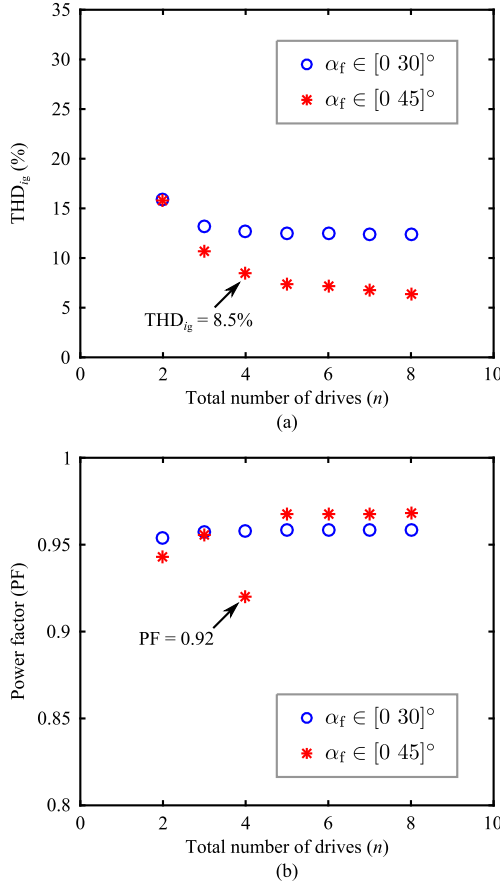 35
30
25
20
15
10
5
0
THD_ig (%)
α_f ∈ [0 30]°
α_f ∈ [0 45]°
THD_ig = 8.5%
0 2 4 6 8 10
Total number of drives (n)
(a)
1
0.95
0.9
0.85
0.8
Power factor (PF)
PF = 0.92
α_f ∈ [0 30]°
α_f ∈ [0 45]°
0 2 4 6 8 10
Total number of drives (n)
(b)